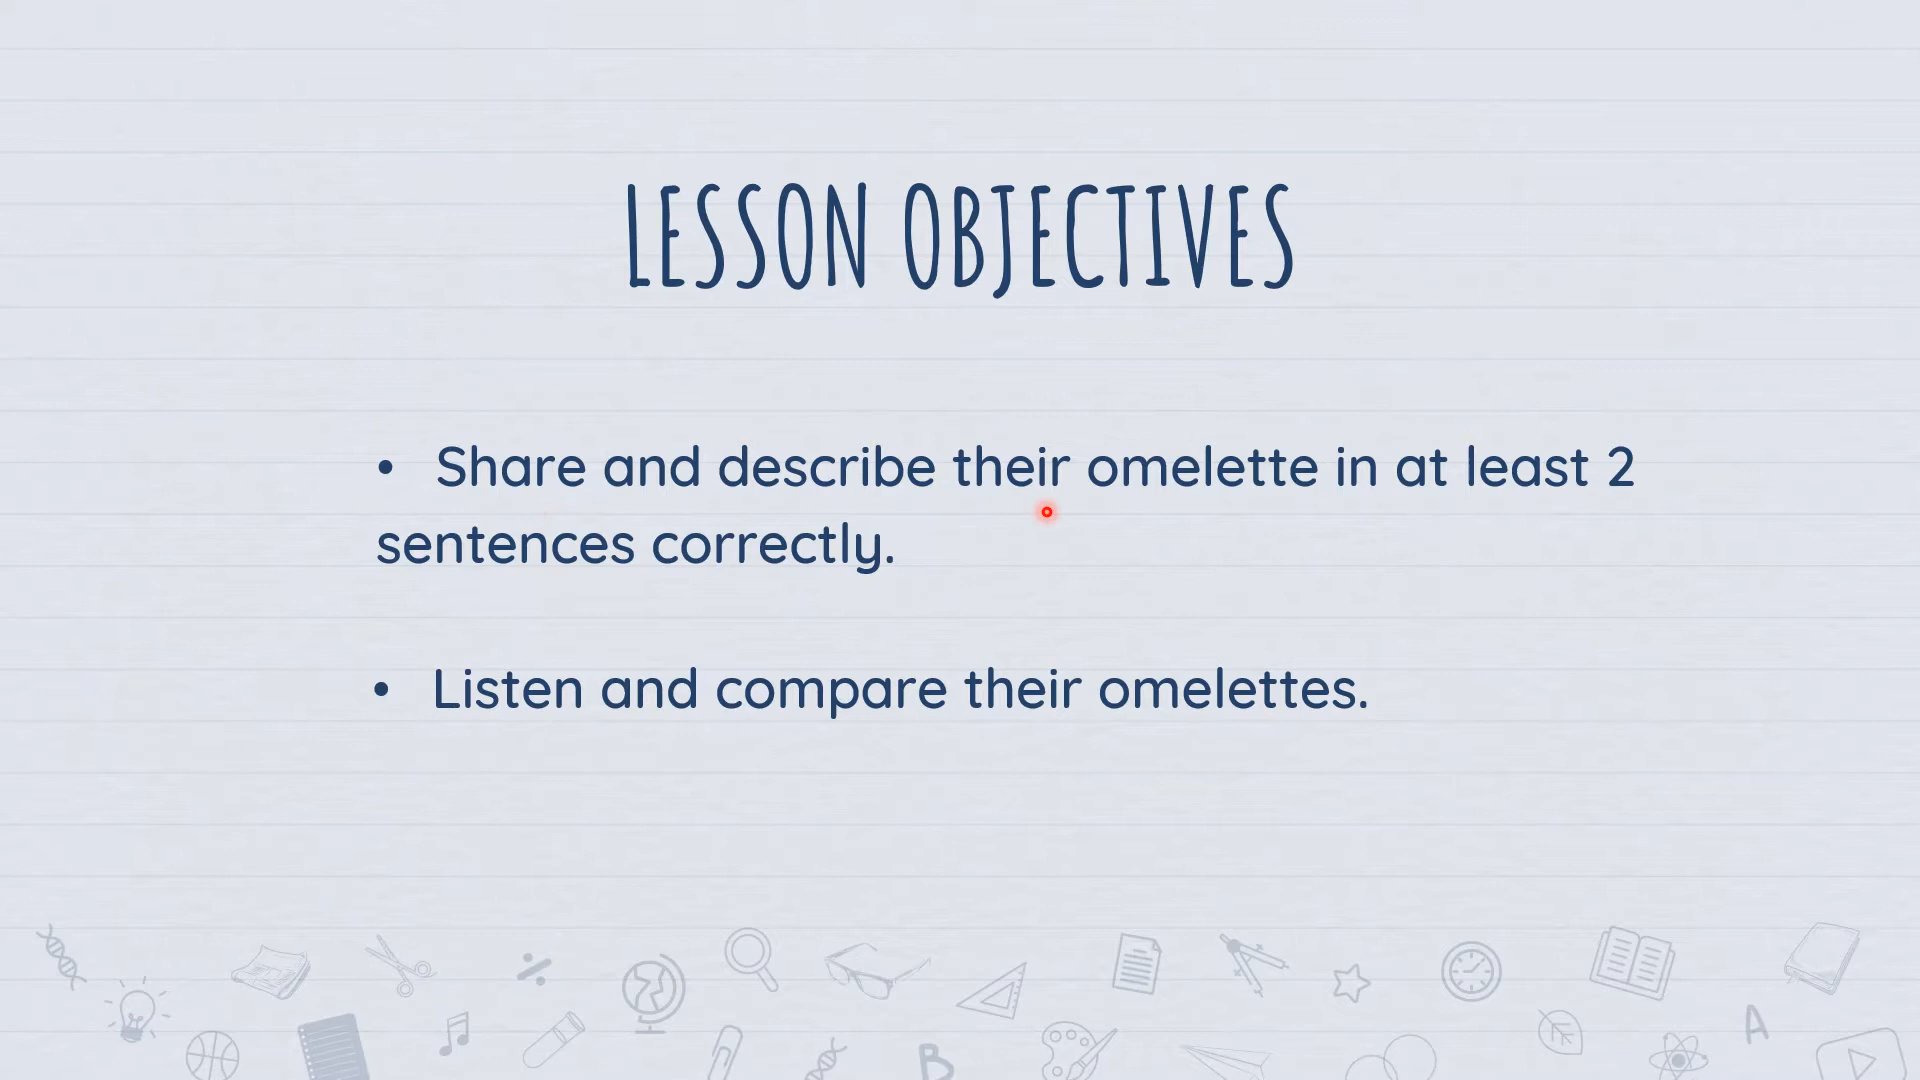 LESSON OBJECTIVES
• Share and describe their omelette in at least 2
sentences correctly.
• Listen and compare their omelettes.
B
A